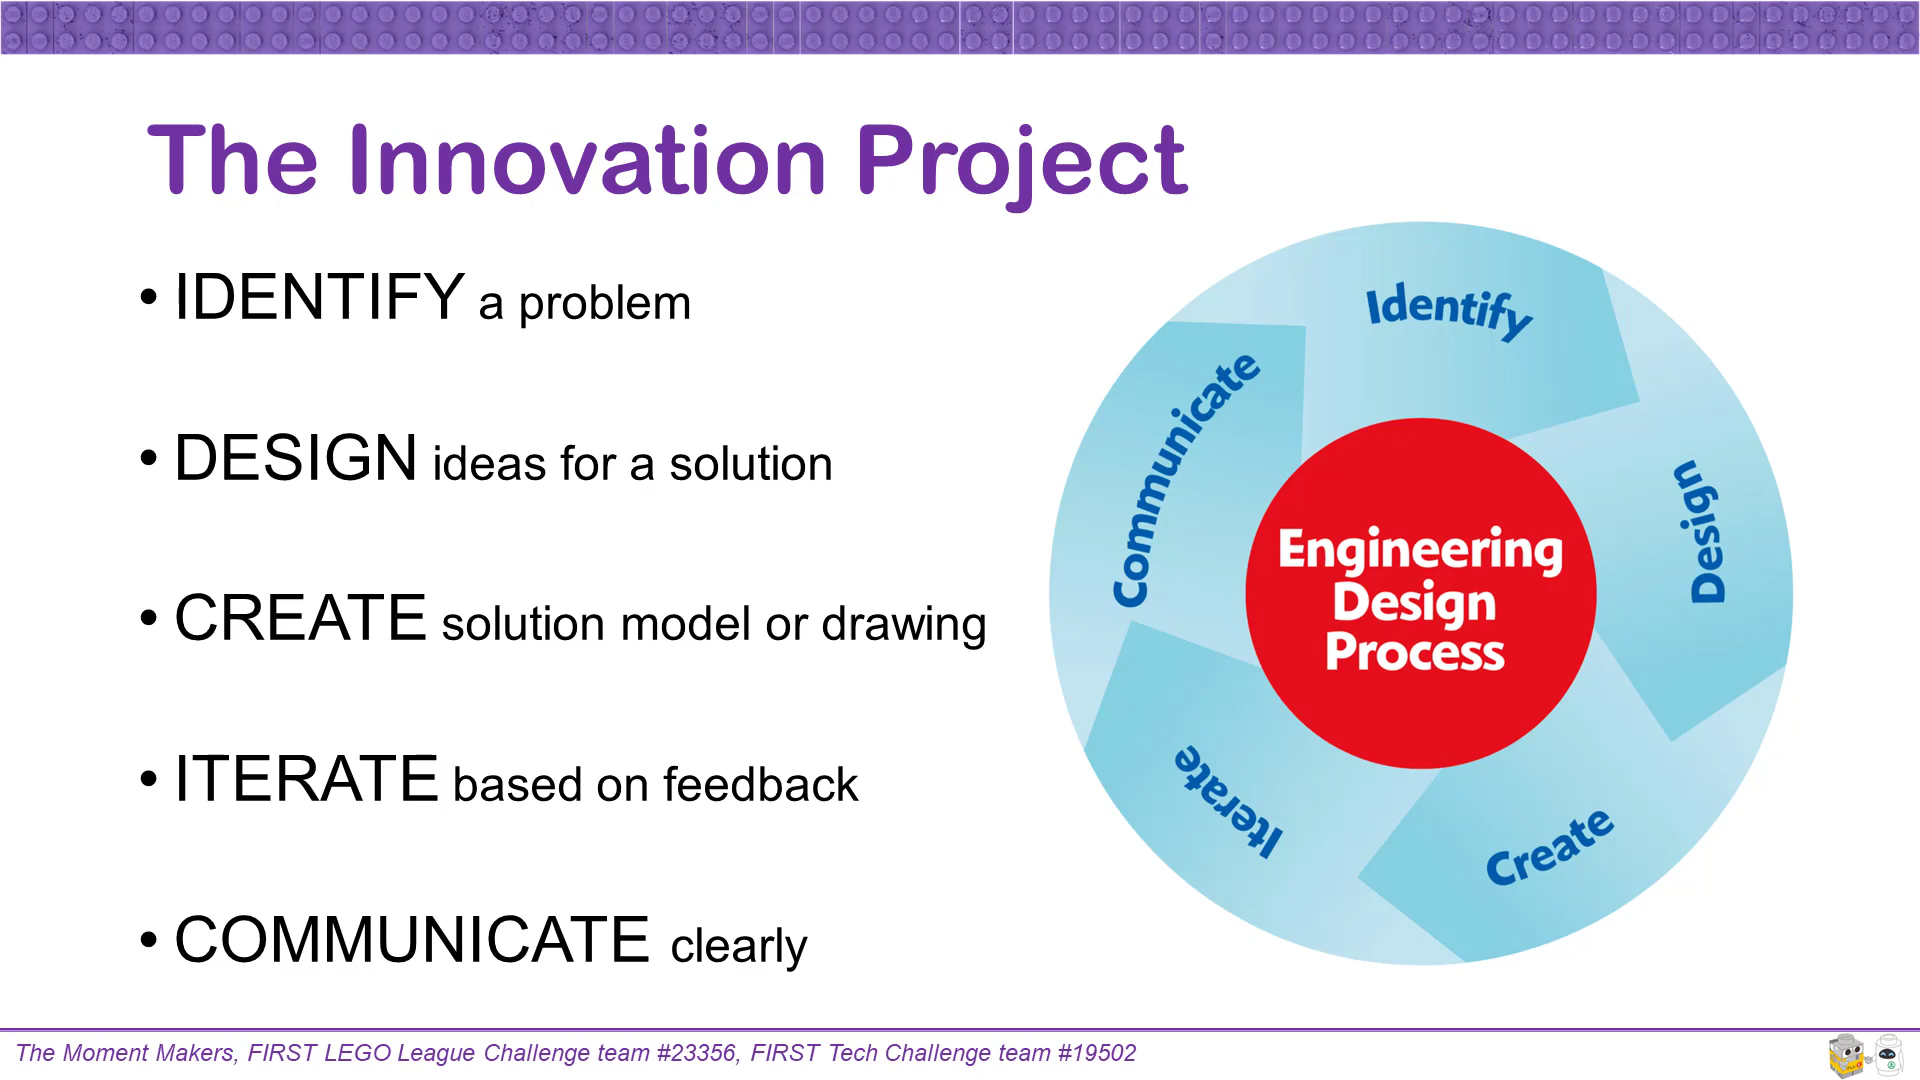 The Innovation Project
• IDENTIFY a problem
• DESIGN ideas for a solution
• CREATE solution model or drawing
• ITERATE based on feedback
• COMMUNICATE clearly
Identify
Design
Create
Iterate
Communicate
Engineering
Design
Process
The Moment Makers, FIRST LEGO League Challenge team #23356, FIRST Tech Challenge team #19502